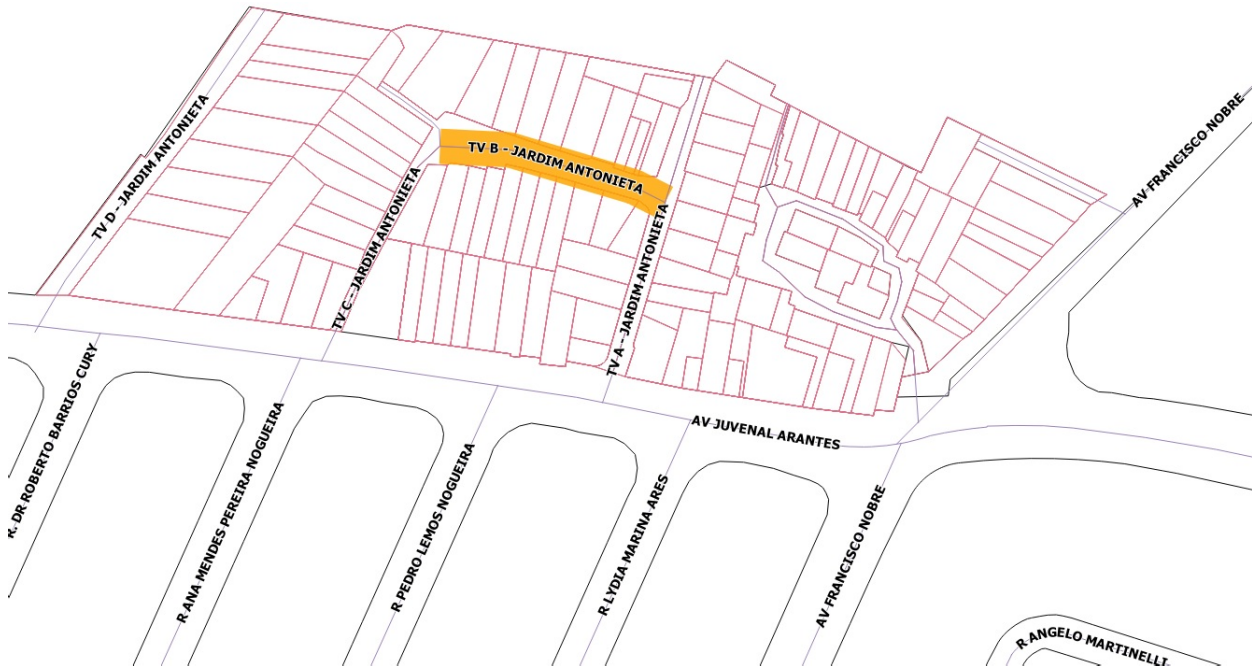 TV D - JARDIM ANTONIETA
TV B - JARDIM ANTONIETA
AV FRANCISCO NOBRE
TV C - JARDIM ANTONIETA
TV A - JARDIM ANTONIETA
R. DR ROBERTO BARRIOS CURY
R ANA MENDES PEREIRA NOGUEIRA
R PEDRO LEMOS NOGUEIRA
AV JUVENAL ARANTES
R LYDIA MARINA ARES
AV FRANCISCO NOBRE
R ANGELO MARTINELLI